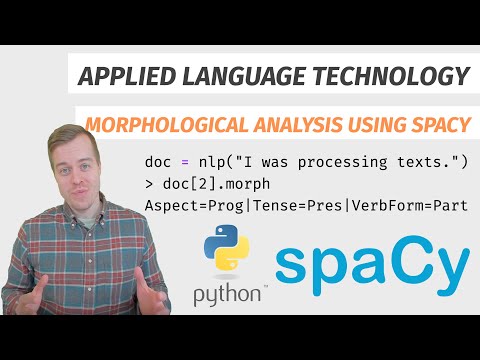 APPLIED LANGUAGE TECHNOLOGY
MORPHOLOGICAL ANALYSIS USING SPACY
doc = nlp("I was processing texts.")
> doc[2].morph
Aspect=Prog|Tense=Pres|VerbForm=Part
python™
spaCy